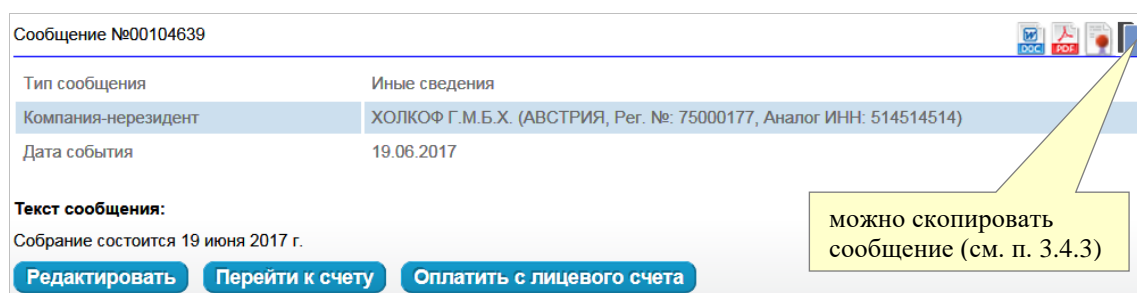 Сообщение №00104639
DOC PDF
Тип сообщения Иные сведения
Компания-нерезидент ХОЛКОФ Г.М.Б.Х. (АВСТРИЯ, Рег. №: 75000177, Аналог ИНН: 514514514)
Дата события 19.06.2017
Текст сообщения:
Собрание состоится 19 июня 2017 г.
можно скопировать
сообщение (см. п. 3.4.3)
Редактировать Перейти к счету Оплатить с лицевого счета